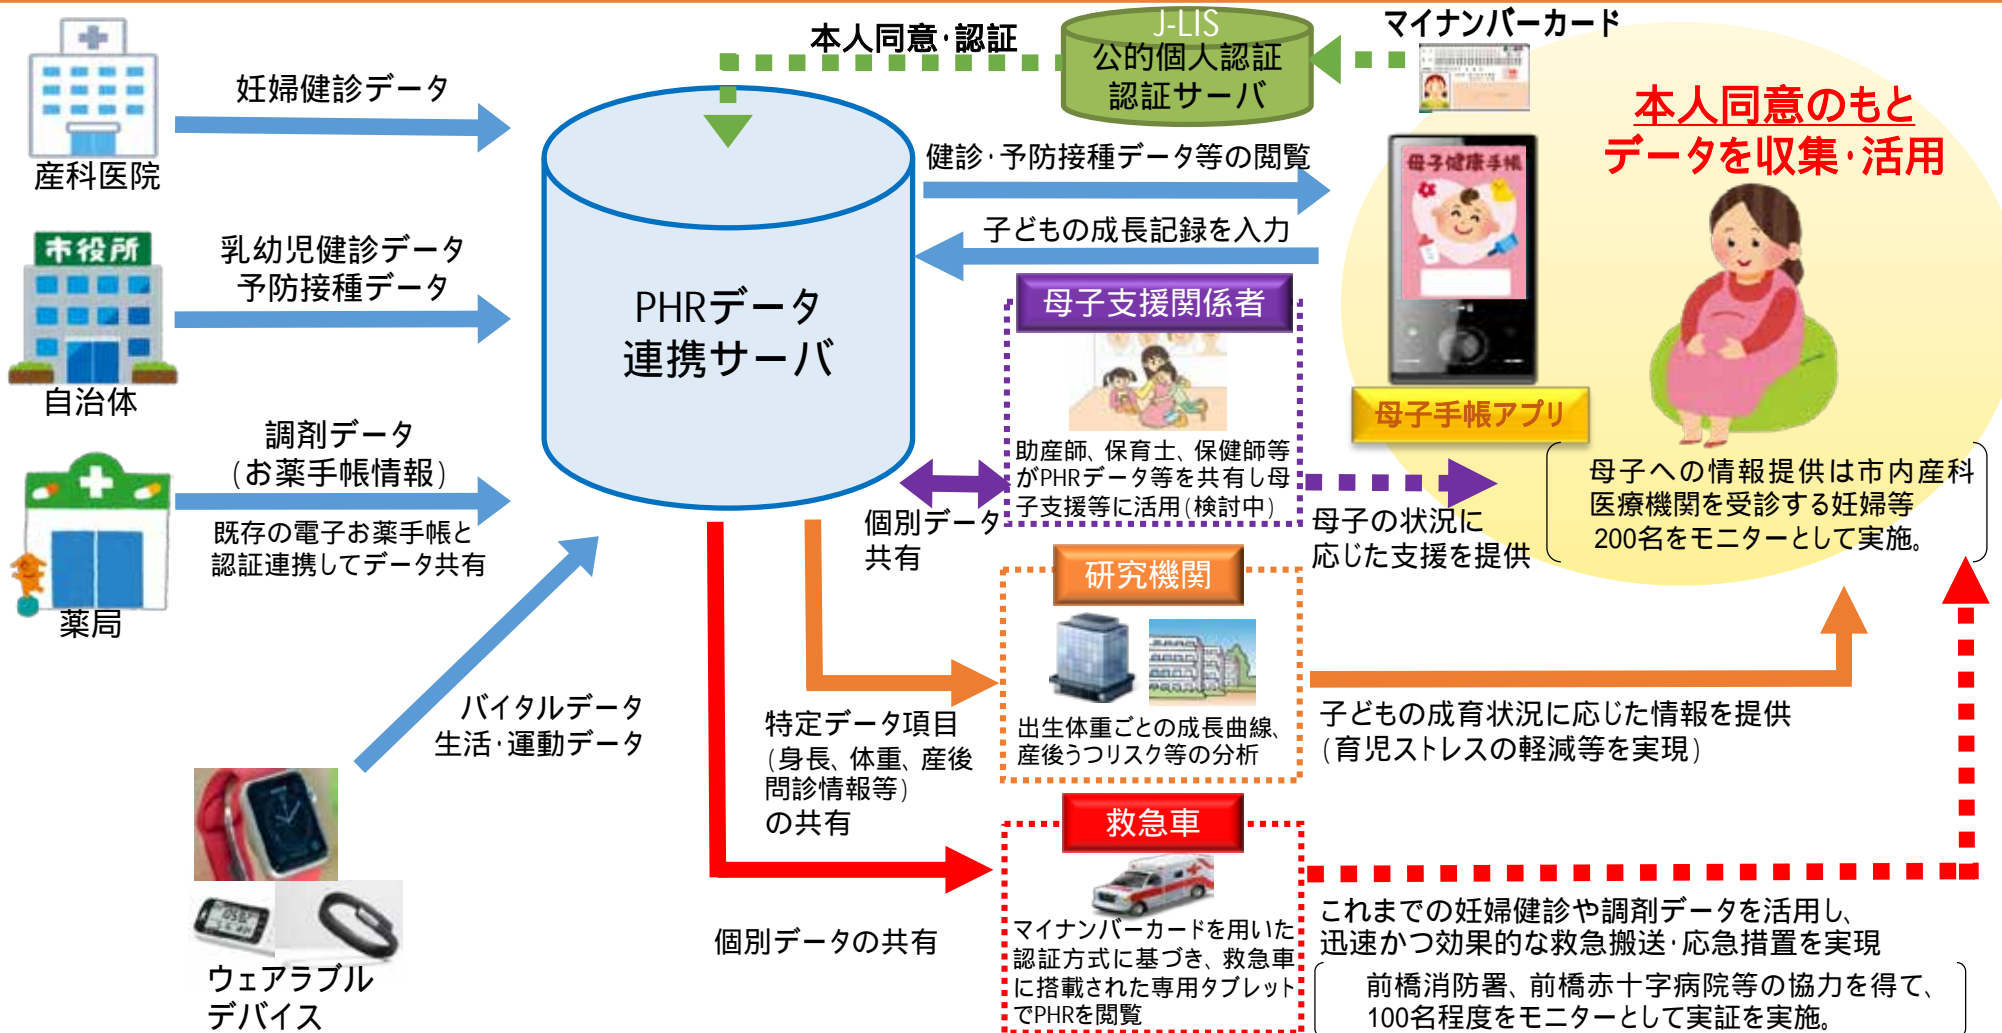 本人同意・認証
J-LIS
公的個人認証
認証サーバ
マイナンバーカード
産科医院
妊婦健診データ
市役所
自治体
乳幼児健診データ
予防接種データ
薬局
調剤データ
(お薬手帳情報)
既存の電子お薬手帳と
認証連携してデータ共有
バイタルデータ
生活・運動データ
ウェアラブル
デバイス
PHRデータ
連携サーバ
健診・予防接種データ等の閲覧
子どもの成長記録を入力
母子健康手帳
母子手帳アプリ
本人同意のもと
データを収集・活用
母子への情報提供は市内産科
医療機関を受診する妊婦等
200名をモニターとして実施。
母子支援関係者
助産師、保育士、保健師等
がPHRデータ等を共有し母
子支援等に活用(検討中)
個別データ
共有
母子の状況に
応じた支援を提供
研究機関
出生体重ごとの成長曲線、
産後うつリスク等の分析
特定データ項目
(身長、体重、産後
問診情報等)
の共有
子どもの成育状況に応じた情報を提供
(育児ストレスの軽減等を実現)
救急車
マイナンバーカードを用いた
認証方式に基づき、救急車
に搭載された専用タブレット
でPHRを閲覧
個別データの共有
これまでの妊婦健診や調剤データを活用し、
迅速かつ効果的な救急搬送・応急措置を実現
前橋消防署、前橋赤十字病院等の協力を得て、
100名程度をモニターとして実証を実施。